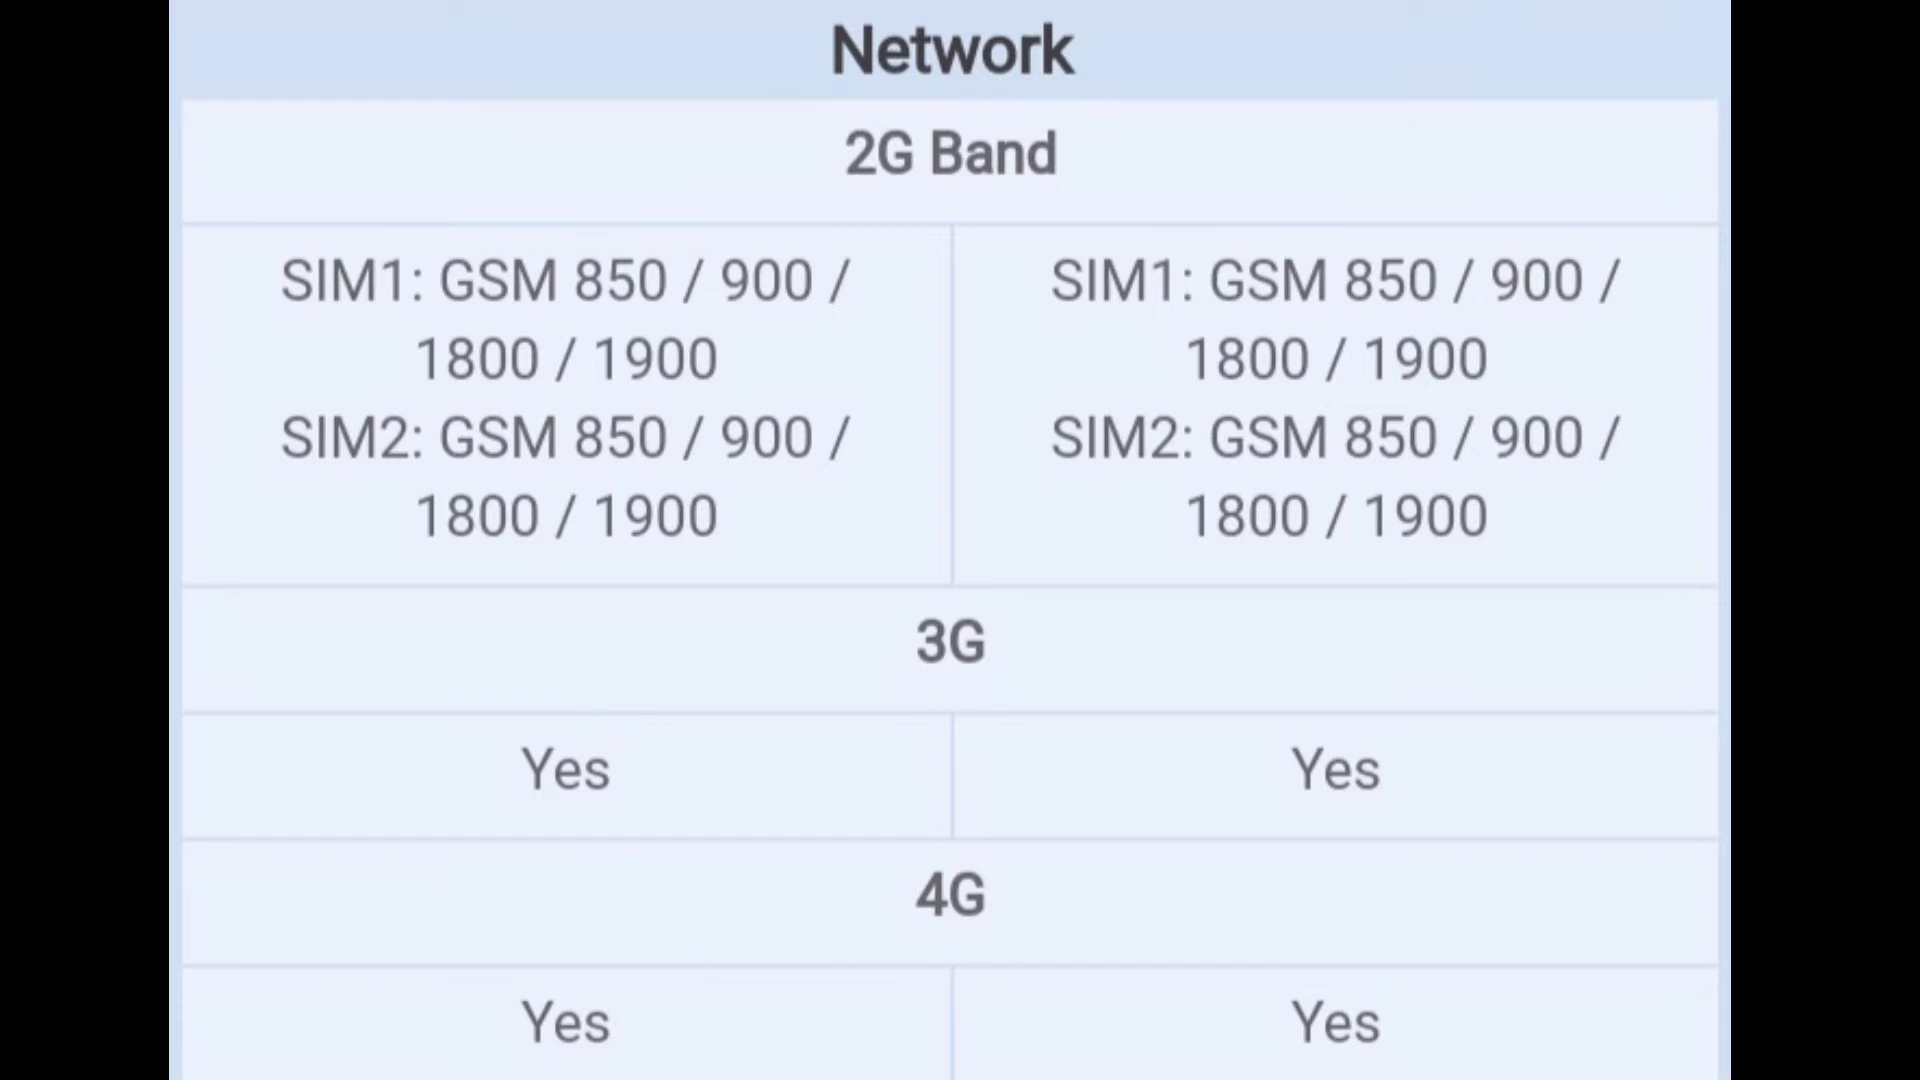 Network
2G Band
SIM1: GSM 850 / 900 /
1800 / 1900
SIM2: GSM 850 / 900 /
1800 / 1900
SIM1: GSM 850 / 900 /
1800 / 1900
SIM2: GSM 850 / 900 /
1800 / 1900
3G
Yes
Yes
4G
Yes
Yes